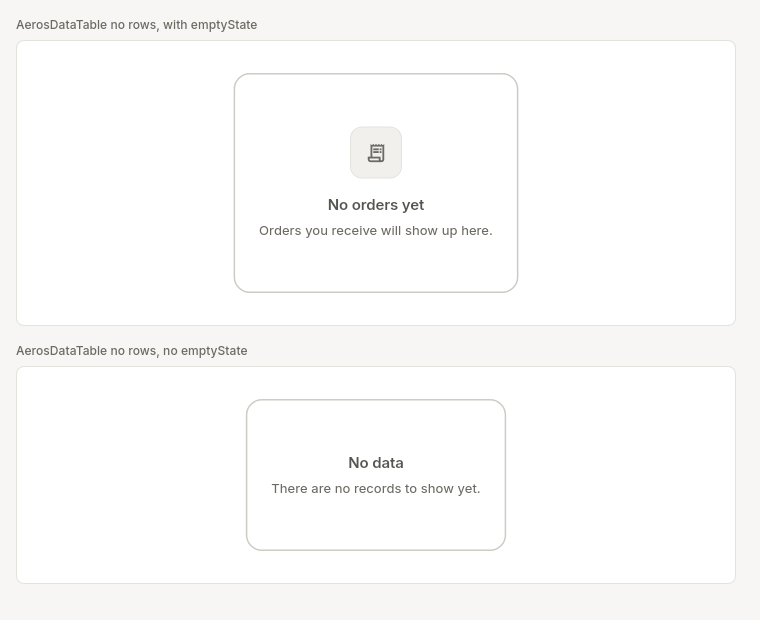 AerosDataTable no rows, with emptyState
No orders yet
Orders you receive will show up here.
AerosDataTable no rows, no emptyState
No data
There are no records to show yet.